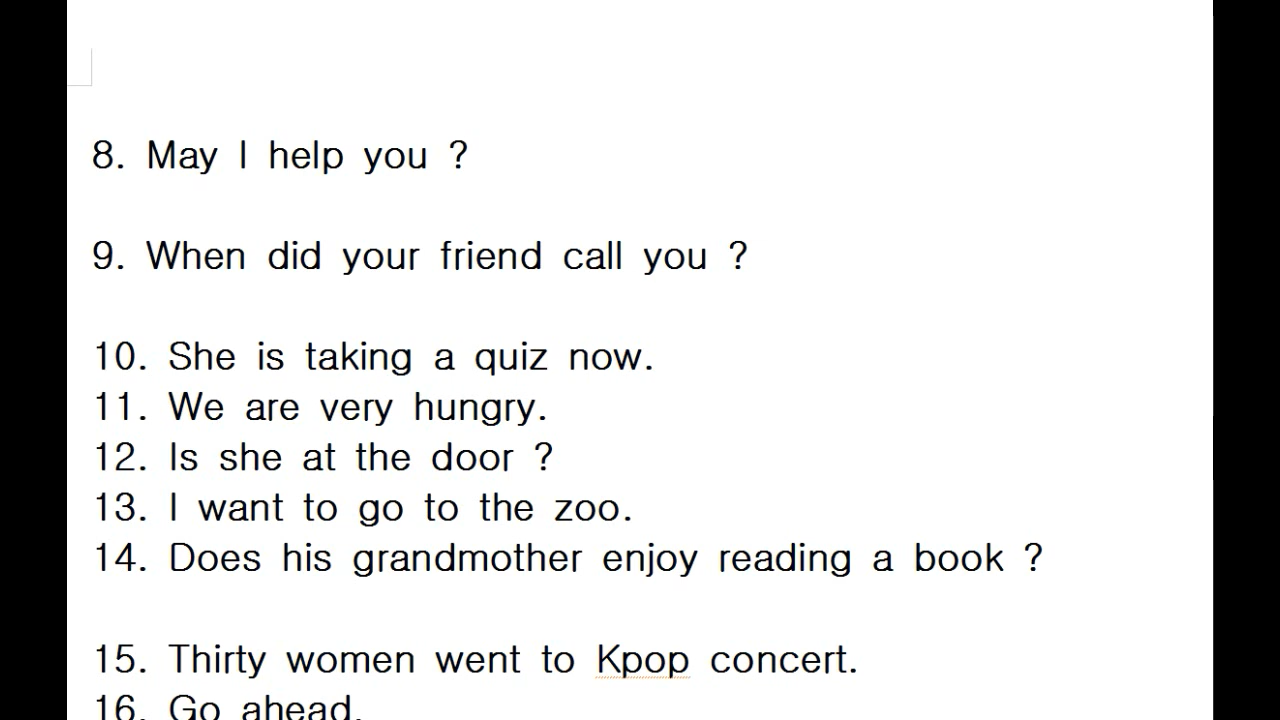 8. May I help you ?
9. When did your friend call you ?
10. She is taking a quiz now.
11. We are very hungry.
12. Is she at the door ?
13. I want to go to the zoo.
14. Does his grandmother enjoy reading a book ?
15. Thirty women went to Kpop concert.
16. Go ahead.